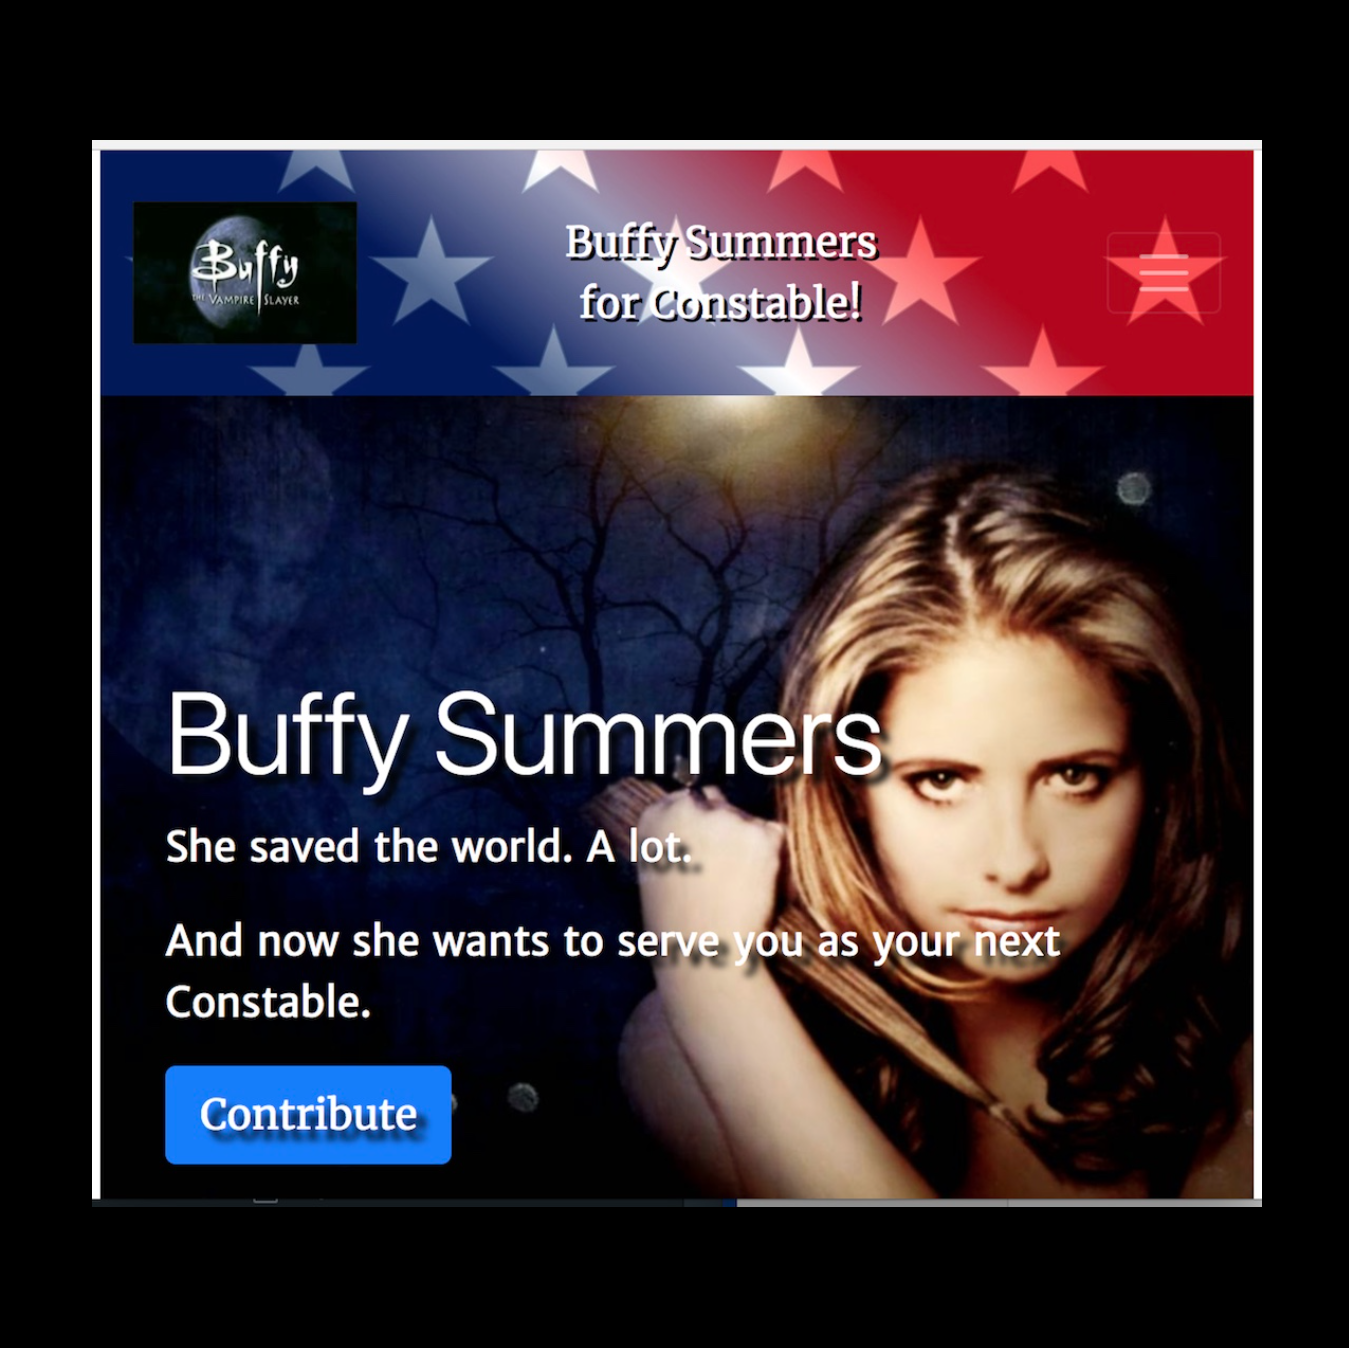 Buffy
THE VAMPIRE SLAYER
Buffy Summers
for Constable!
Buffy Summers
She saved the world. A lot.
And now she wants to serve you as your next
Constable.
Contribute